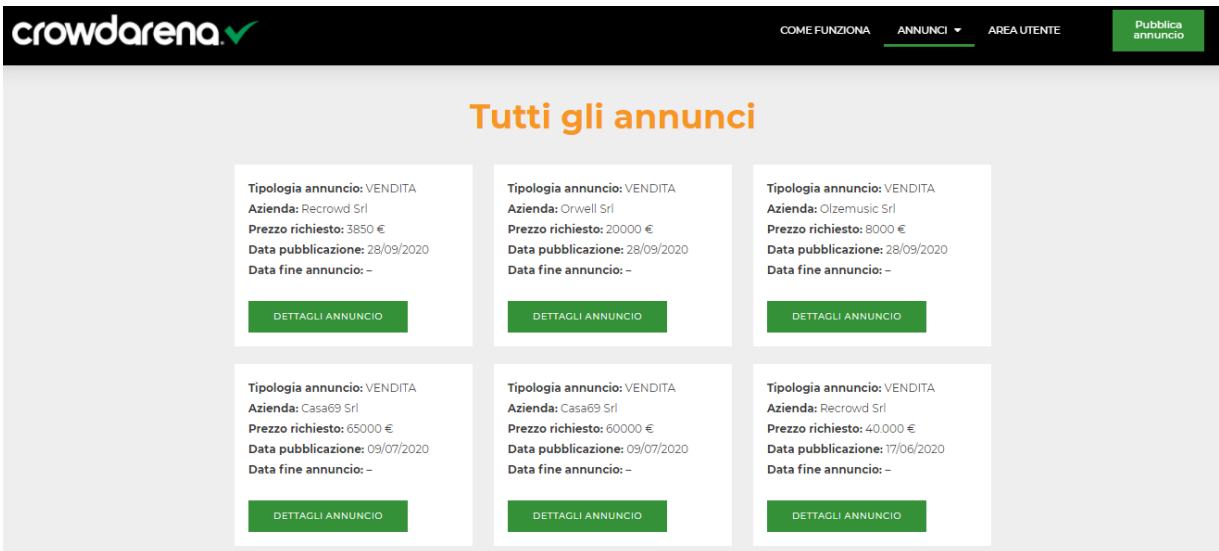 crowdarena.
COME FUNZIONA
ANNUNCI
AREA UTENTE
Pubblica
annuncio
Tutti gli annunci
Tipologia annuncio: VENDITA
Azienda: Recrowd Srl
Prezzo richiesto: 3850 €
Data pubblicazione: 28/09/2020
Data fine annuncio: –
DETTAGLI ANNUNCIO
Tipologia annuncio: VENDITA
Azienda: Orwell Srl
Prezzo richiesto: 20000 €
Data pubblicazione: 28/09/2020
Data fine annuncio: –
DETTAGLI ANNUNCIO
Tipologia annuncio: VENDITA
Azienda: Olzemusic Srl
Prezzo richiesto: 8000 €
Data pubblicazione: 28/09/2020
Data fine annuncio: –
DETTAGLI ANNUNCIO
Tipologia annuncio: VENDITA
Azienda: Casa69 Srl
Prezzo richiesto: 65000 €
Data pubblicazione: 09/07/2020
Data fine annuncio: –
DETTAGLI ANNUNCIO
Tipologia annuncio: VENDITA
Azienda: Casa69 Srl
Prezzo richiesto: 60000 €
Data pubblicazione: 09/07/2020
Data fine annuncio: –
DETTAGLI ANNUNCIO
Tipologia annuncio: VENDITA
Azienda: Recrowd Srl
Prezzo richiesto: 40.000 €
Data pubblicazione: 17/06/2020
Data fine annuncio: –
DETTAGLI ANNUNCIO